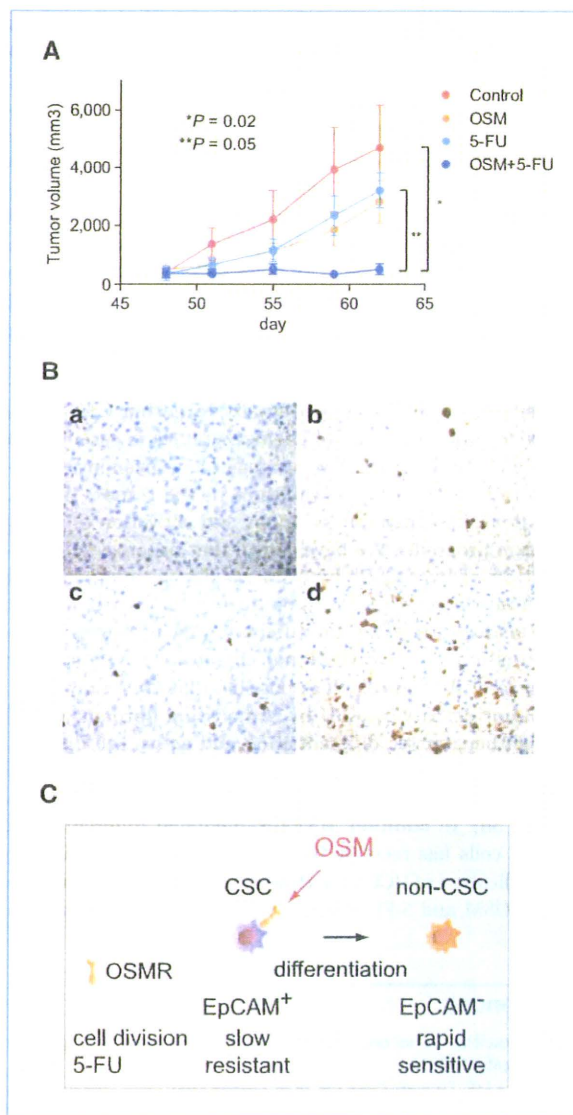 A
Tumor volume (mm3)
6,000
4,000
2,000
0
45 50 55 60 65
day
*P = 0.02
**P = 0.05
Control
OSM
5-FU
OSM+5-FU
**
*
B
a
b
c
d
C
OSM
CSC
non-CSC
OSMR
differentiation
EpCAM+
EpCAM-
cell division slow rapid
5-FU resistant sensitive